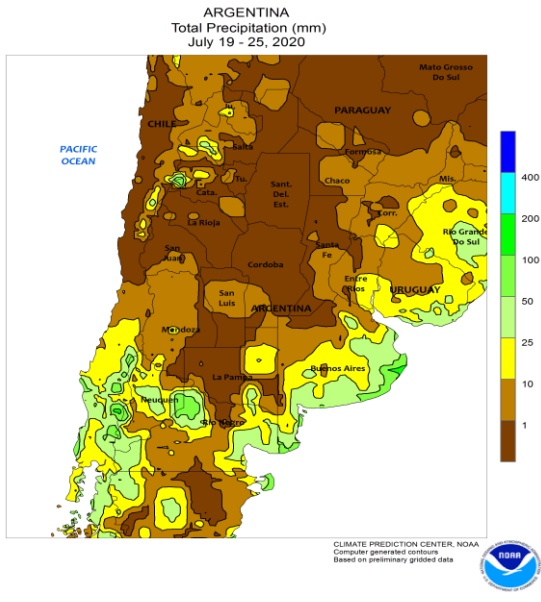 ARGENTINA
Total Precipitation (mm)
July 19 - 25, 2020
Mato Grosso
Do Sul
PARAGUAY
Ju.
CHILE
PACIFIC
OCEAN
Salta
Formosa
Tu.
Chaco
Mis.
Cata.
Sant.
Del.
Est.
Corr.
La Rioja
Rio Grande
Do Sul
San
Juan
Santa
Fe
Cordoba
Entre
Rios
URUGUAY
San
Luis
ARGENTINA
Mendoza
La Pampa
Buenos Aires
Neuquen
Rio Negro
400
200
100
50
25
10
1
CLIMATE PREDICTION CENTER, NOAA
Computer generated contours
Based on preliminary gridded data
NOAA